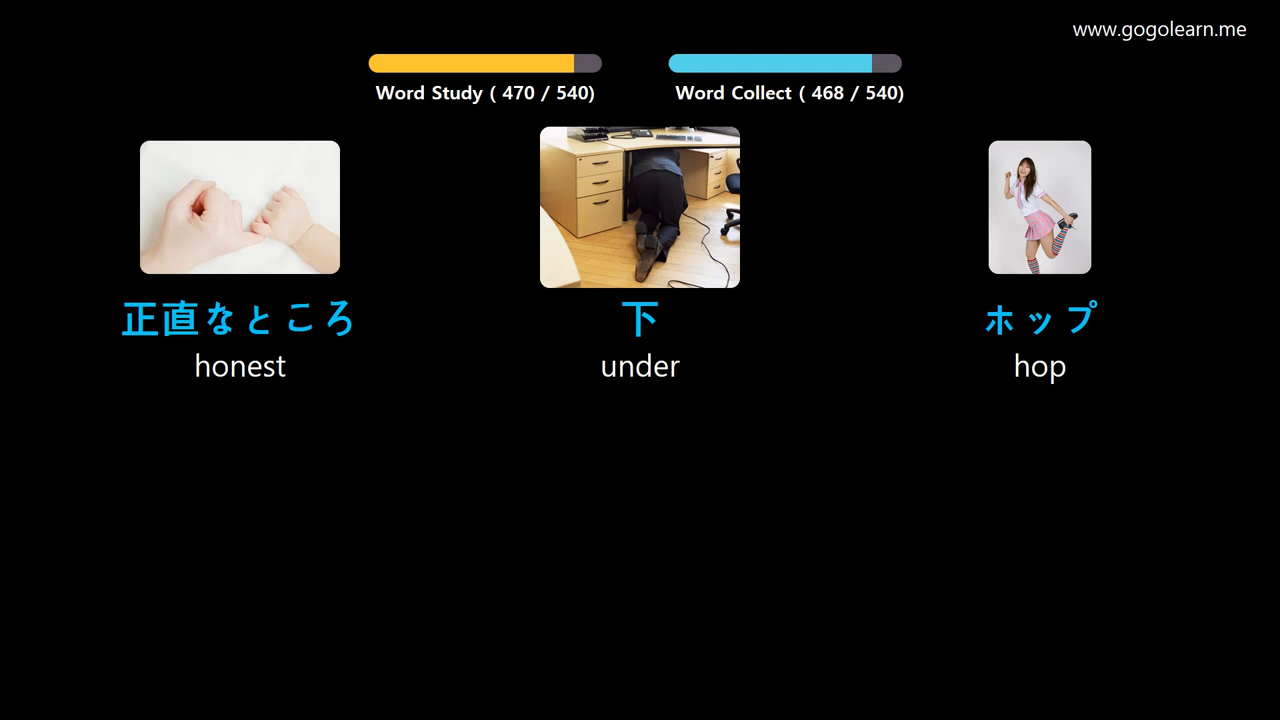 www.gogolearn.me
Word Study ( 470 / 540)
Word Collect ( 468 / 540)
正直なところ
honest
下
under
ホップ
hop